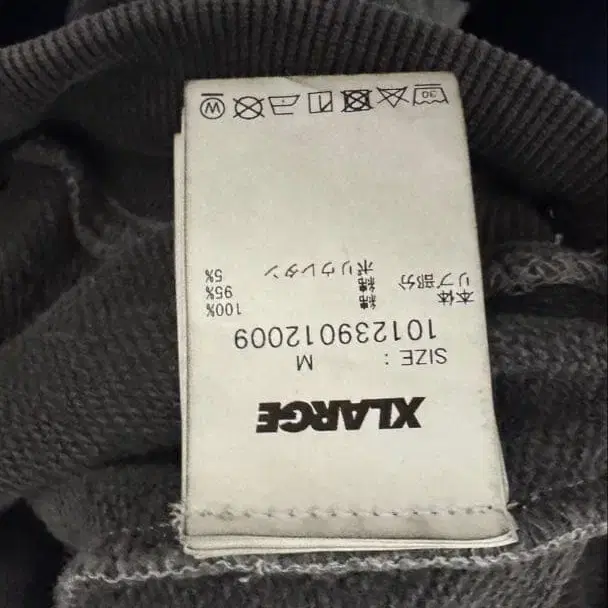 XLARGE
SIZE : M
101239012009
本体 綿 100%
リブ部分 綿 95%
ポリウレタン 5%
30
W